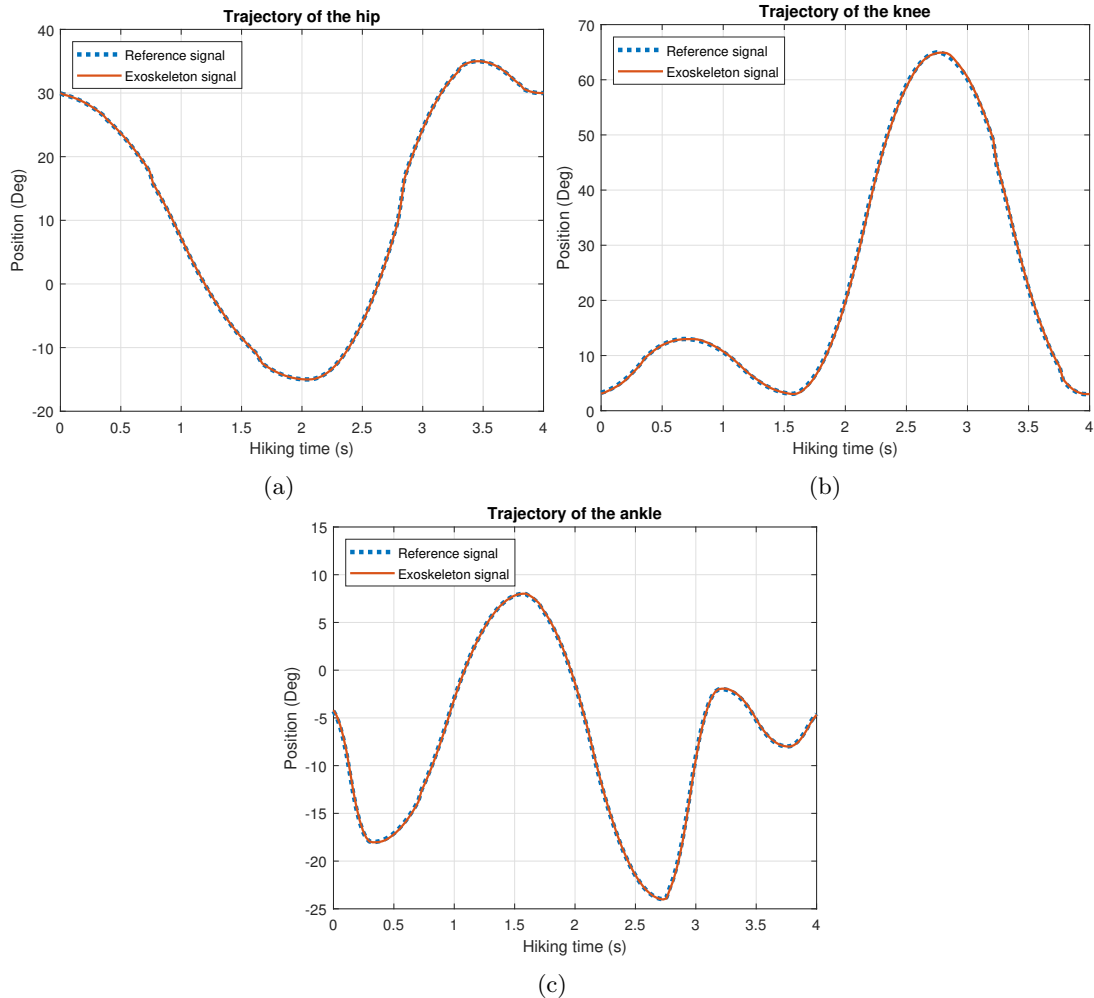 Trajectory of the hip
40
30
20
10
0
-10
-20
Position (Deg)
Reference signal
Exoskeleton signal
0 0.5 1 1.5 2 2.5 3 3.5 4
Hiking time (s)
(a)
Trajectory of the knee
70
60
50
40
30
20
10
0
Position (Deg)
Reference signal
Exoskeleton signal
0 0.5 1 1.5 2 2.5 3 3.5 4
Hiking time (s)
(b)
Trajectory of the ankle
15
10
5
0
-5
-10
-15
-20
-25
Position (Deg)
Reference signal
Exoskeleton signal
0 0.5 1 1.5 2 2.5 3 3.5 4
Hiking time (s)
(c)